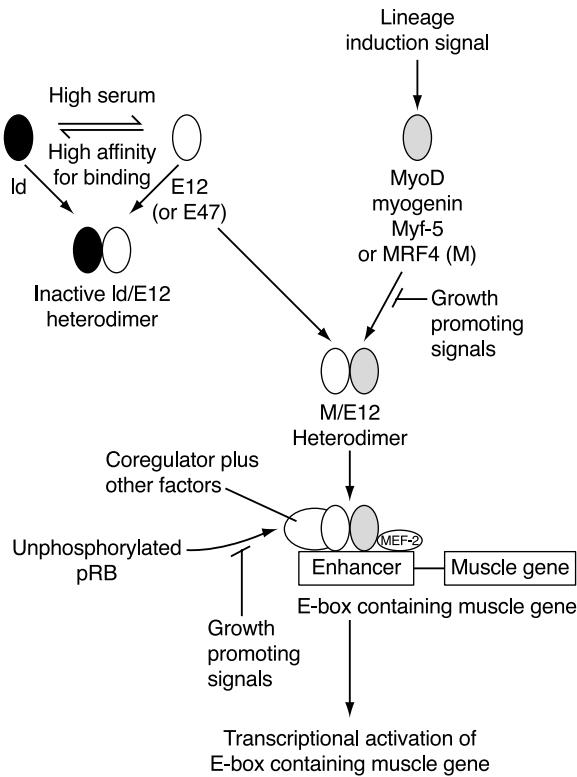 Lineage
induction signal
High serum
High affinity
for binding
Id
E12
(or E47)
MyoD
myogenin
Myf-5
or MRF4 (M)
Inactive Id/E12
heterodimer
Growth
promoting
signals
M/E12
Heterodimer
Coregulator plus
other factors
MEF-2
Unphosphorylated
pRB
Enhancer
Muscle gene
E-box containing muscle gene
Growth
promoting
signals
Transcriptional activation of
E-box containing muscle gene